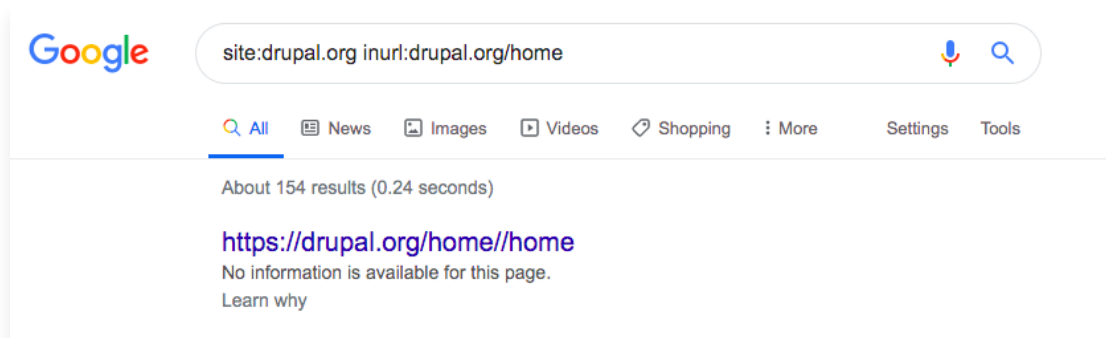 Google
site:drupal.org inurl:drupal.org/home
All News Images Videos Shopping More Settings Tools
About 154 results (0.24 seconds)
https://drupal.org/home//home
No information is available for this page.
Learn why